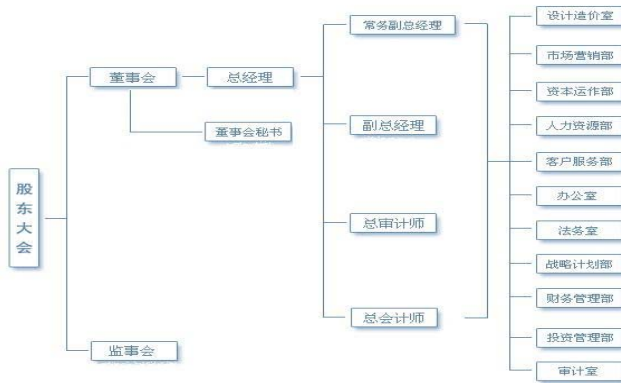 股东大会
董事会
监事会
总经理
董事会秘书
常务副总经理
副总经理
总审计师
总会计师
设计造价室
市场营销部
资本运作部
人力资源部
客户服务部
办公室
法务室
战略计划部
财务管理部
投资管理部
审计室